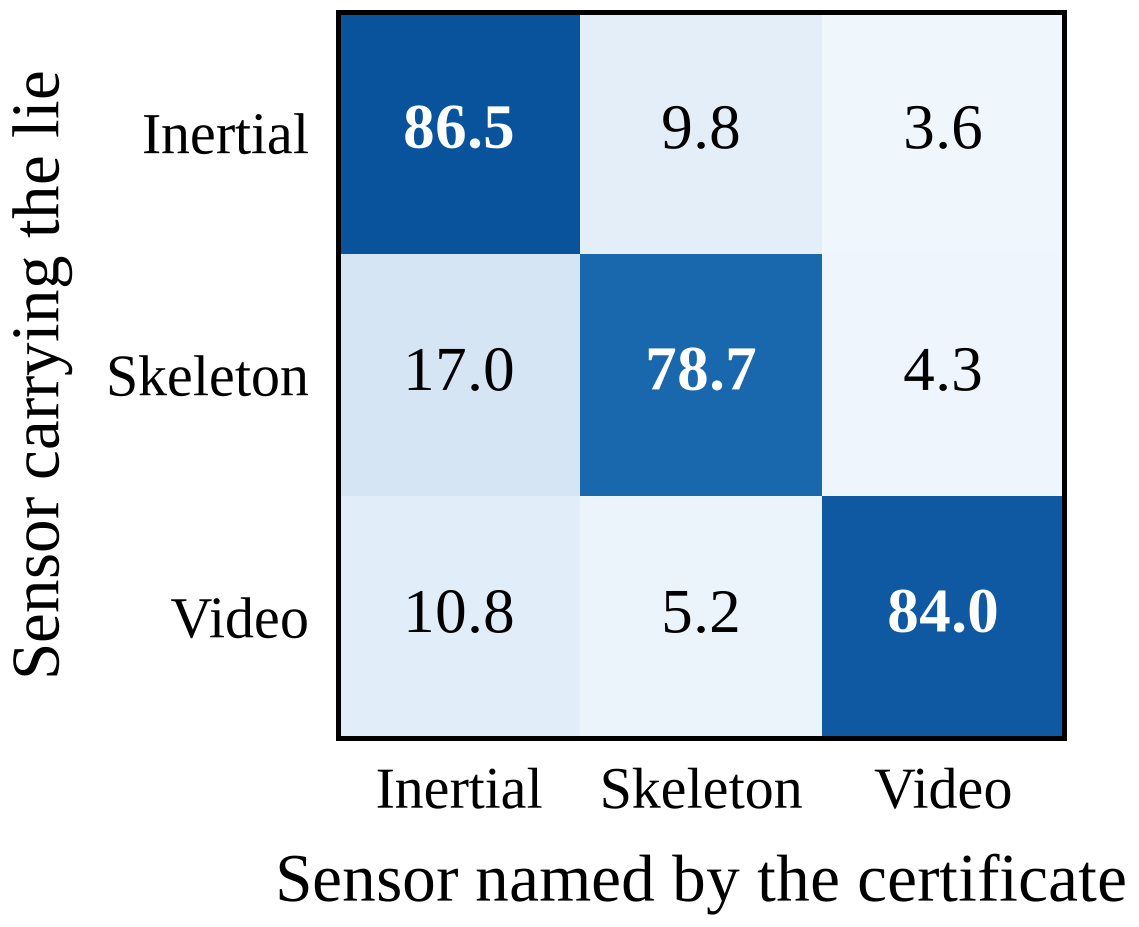 Sensor carrying the lie
Inertial 86.5 9.8 3.6
Skeleton 17.0 78.7 4.3
Video 10.8 5.2 84.0
Inertial Skeleton Video
Sensor named by the certificate